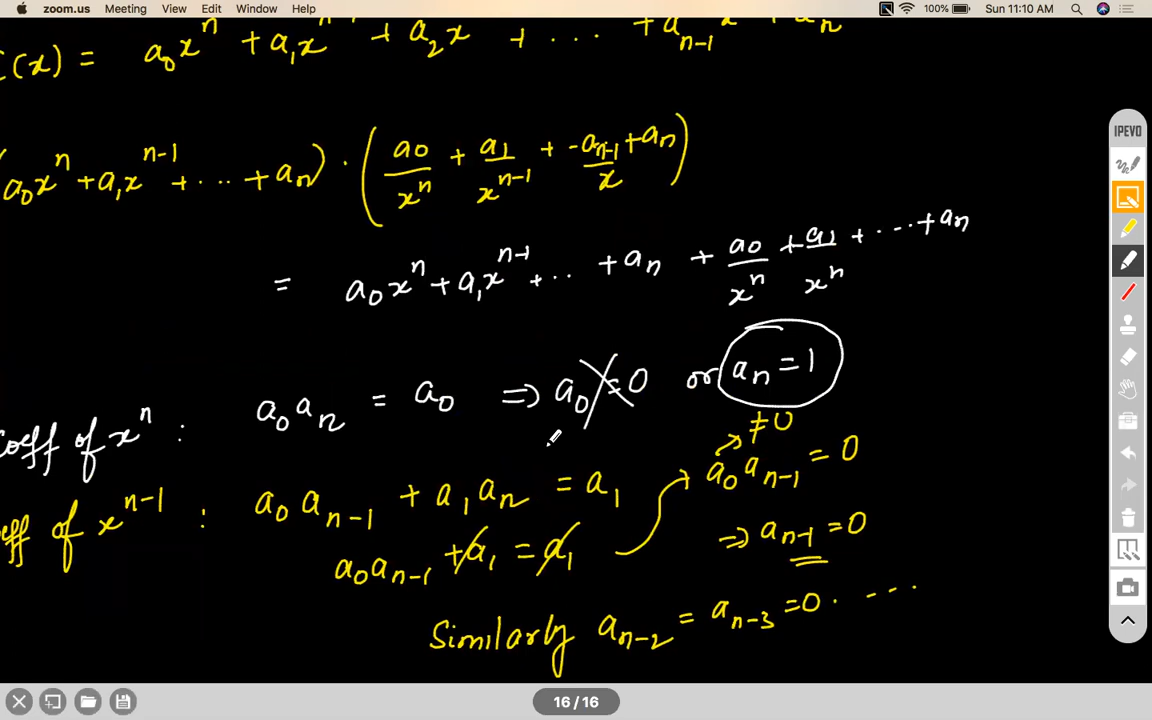 zoom.us Meeting View Edit Window Help 100% Sun 11:10 AM
(x) = a₀xⁿ + a₁xⁿ + a₂x + ... + aₙ₋₁x + aₙ
(a₀xⁿ + a₁xⁿ⁻¹ + ... + aₙ) · (a₀/xⁿ + a₁/xⁿ⁻¹ + -aₙ₋₁/x + aₙ)
IPEVO
= a₀xⁿ + a₁xⁿ⁻¹ + .. + aₙ + a₀/xⁿ + a₁/xⁿ + ... + aₙ
coeff of xⁿ : a₀aₙ = a₀ ⇒ a₀ = 0 or aₙ = 1
≠ 0
coeff of xⁿ⁻¹ : a₀aₙ₋₁ + a₁aₙ = a₁ → a₀aₙ₋₁ = 0
a₀aₙ₋₁ + a₁ = a₁ ⇒ aₙ₋₁ = 0
Similarly aₙ₋₂ = aₙ₋₃ = 0. ...
16 / 16